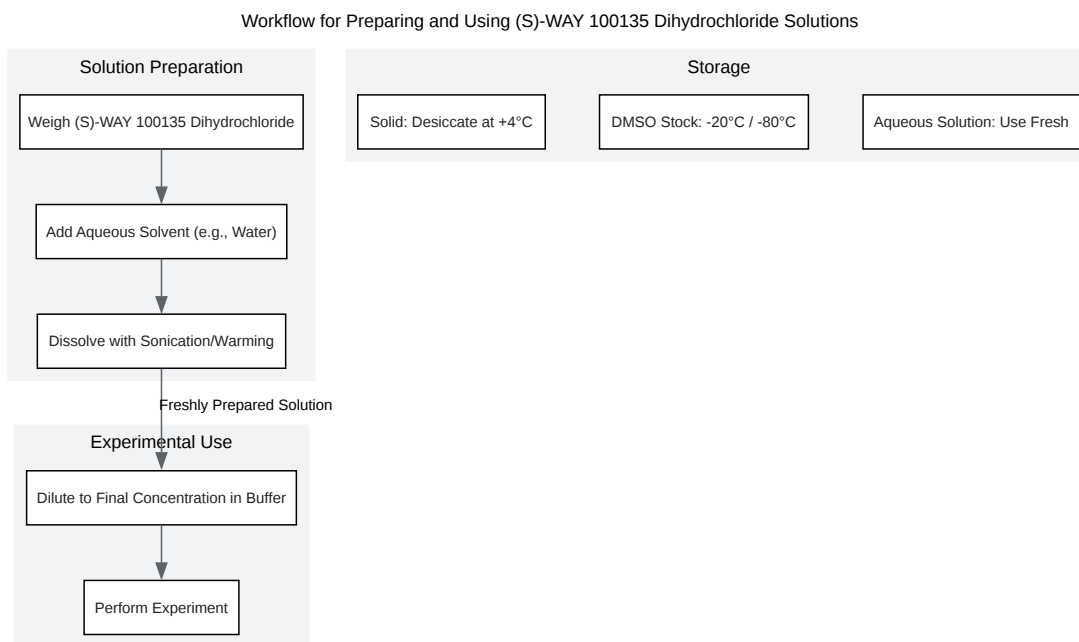 Workflow for Preparing and Using (S)-WAY 100135 Dihydrochloride Solutions
Solution Preparation
Weigh (S)-WAY 100135 Dihydrochloride
Add Aqueous Solvent (e.g., Water)
Dissolve with Sonication/Warming
Freshly Prepared Solution
Experimental Use
Dilute to Final Concentration in Buffer
Perform Experiment
Storage
Solid: Desiccate at +4°C
DMSO Stock: -20°C / -80°C
Aqueous Solution: Use Fresh